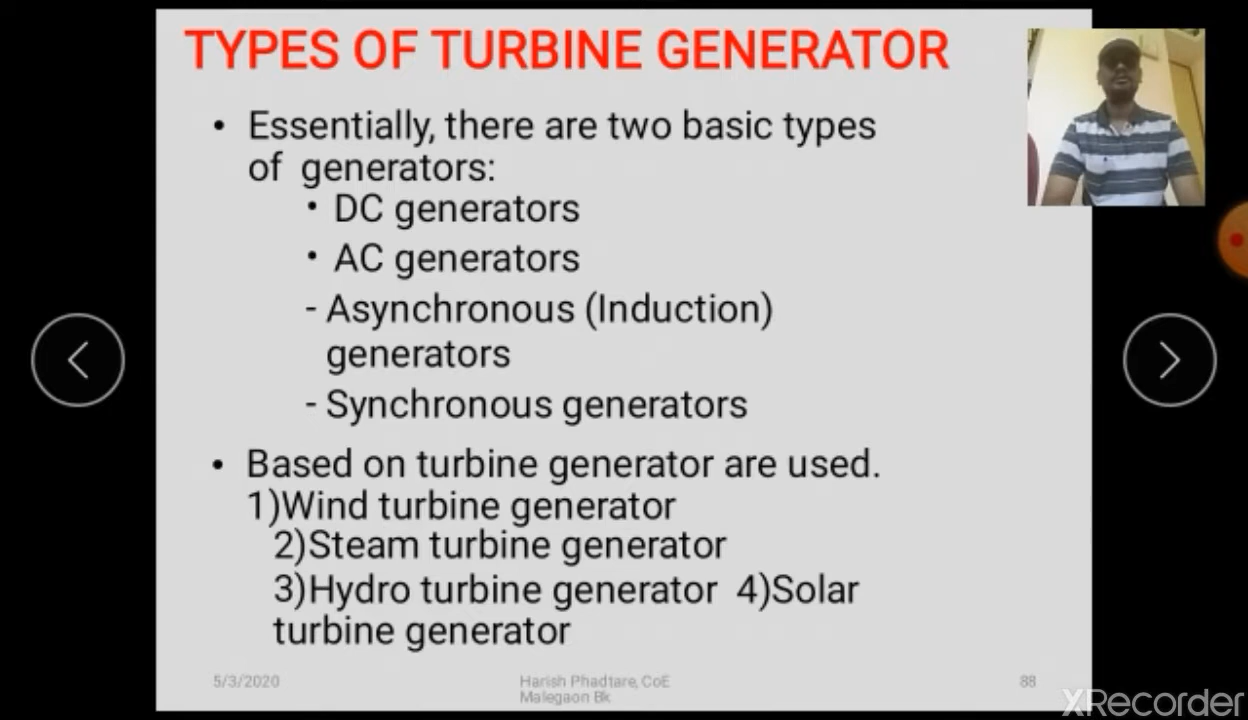 TYPES OF TURBINE GENERATOR
• Essentially, there are two basic types
of generators:
• DC generators
• AC generators
- Asynchronous (Induction)
generators
- Synchronous generators
• Based on turbine generator are used.
1)Wind turbine generator
2)Steam turbine generator
3)Hydro turbine generator 4)Solar
turbine generator
5/3/2020
Harish Phadtare, CoE
Malegaon Bk
88
XRecorder